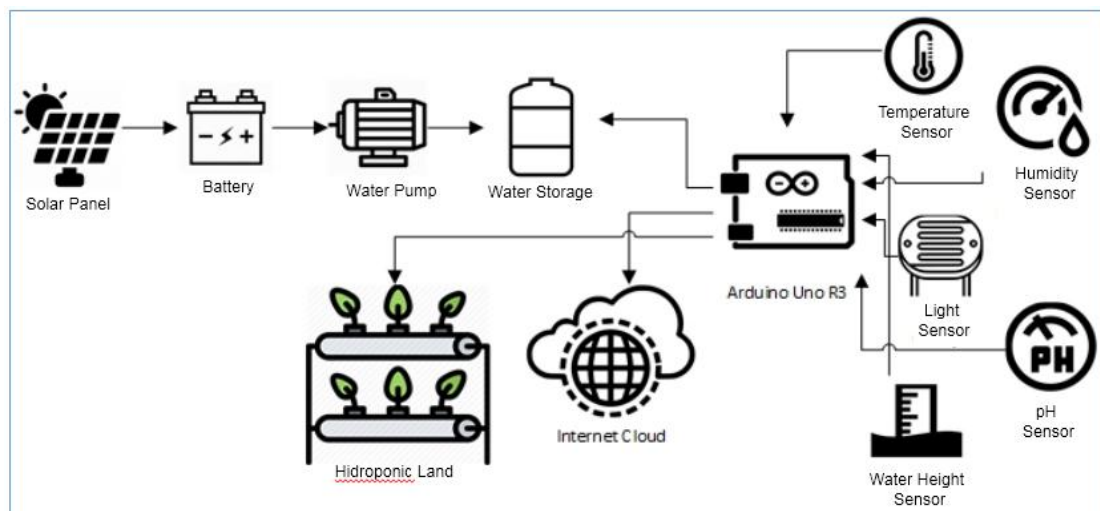 Solar Panel
Battery
Water Pump
Water Storage
Temperature
Sensor
Humidity
Sensor
Arduino Uno R3
Light
Sensor
PH
pH
Sensor
Internet Cloud
Hidroponic Land
Water Height
Sensor